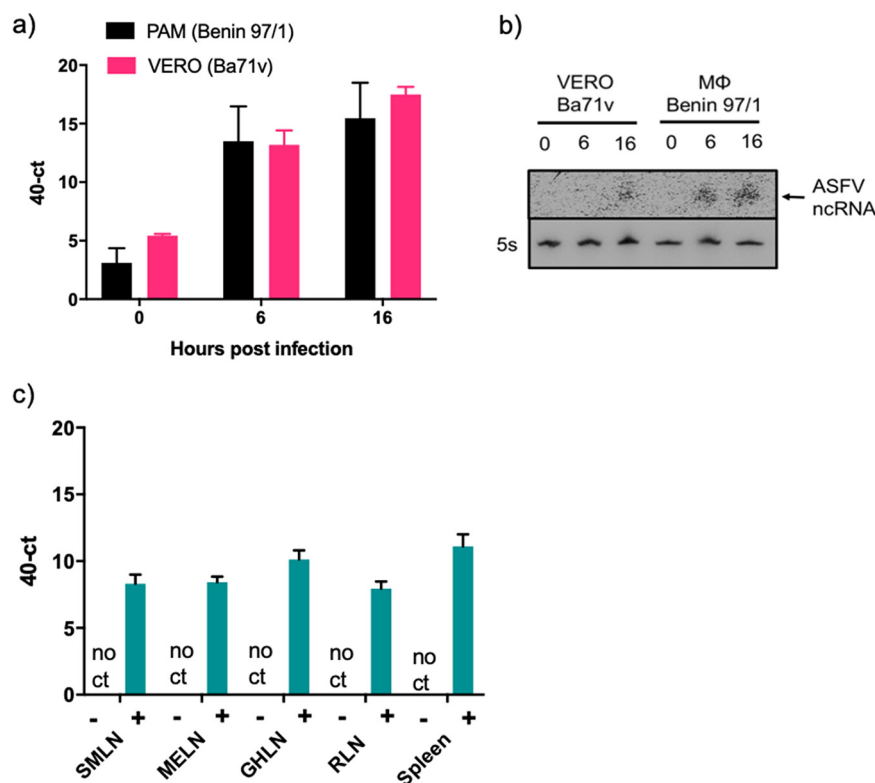 a)
PAM (Benin 97/1)
VERO (Ba71v)
20
15
10
5
0
40-ct
0 6 16
Hours post infection
b)
VERO MΦ
Ba71v Benin 97/1
0 6 16 0 6 16
ASFV
ncRNA
5s
c)
20
15
10
5
0
40-ct
no no no no no
ct ct ct ct ct
- + - + - + - + - +
SMLN MELN GHLN RLN Spleen